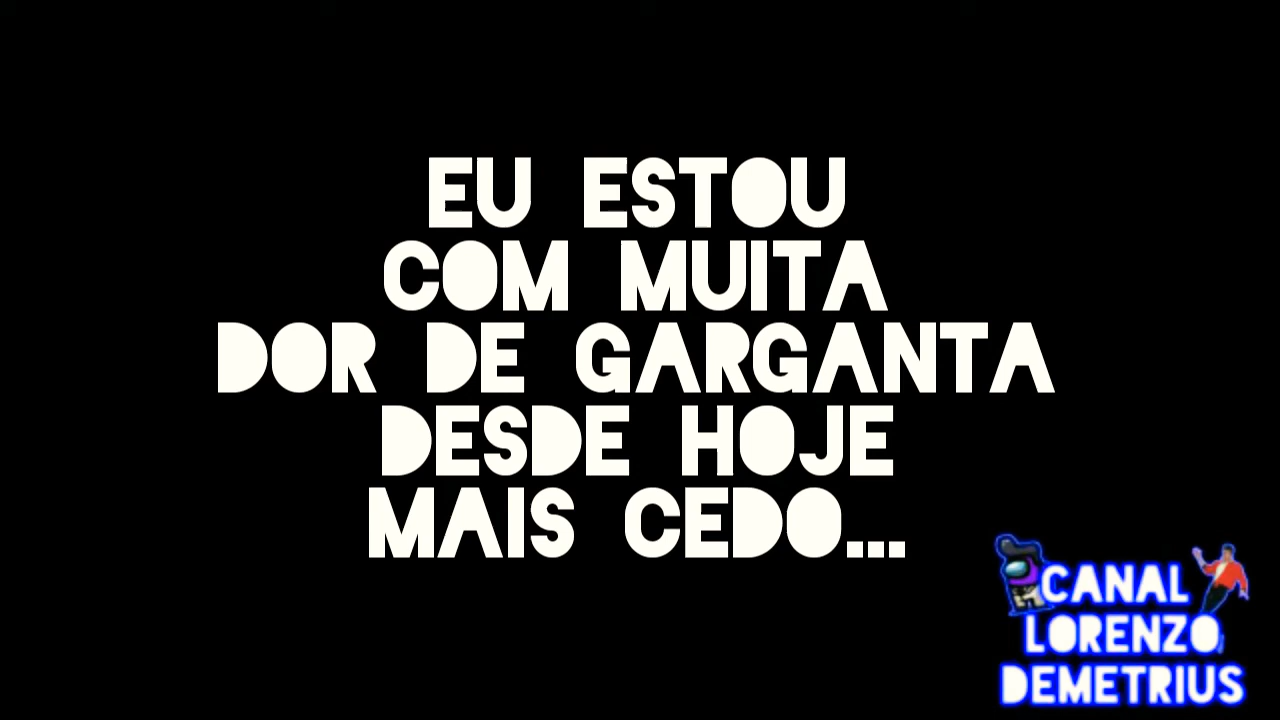 EU ESTOU
COM MUITA
DOR DE GARGANTA
DESDE HOJE
MAIS CEDO...
CANAL
LORENZO
DEMETRIUS